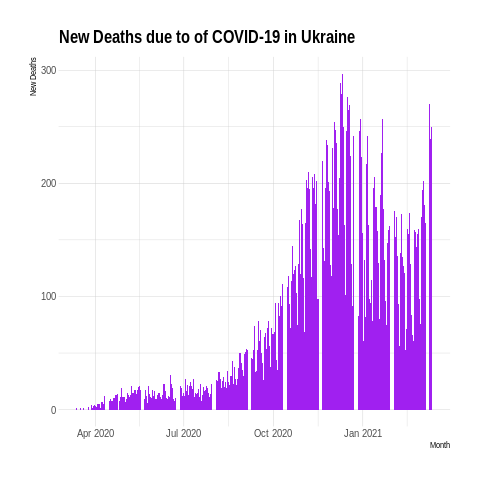 New Deaths due to of COVID-19 in Ukraine
New Deaths
300
200
100
0
Apr 2020 Jul 2020 Oct 2020 Jan 2021
Month